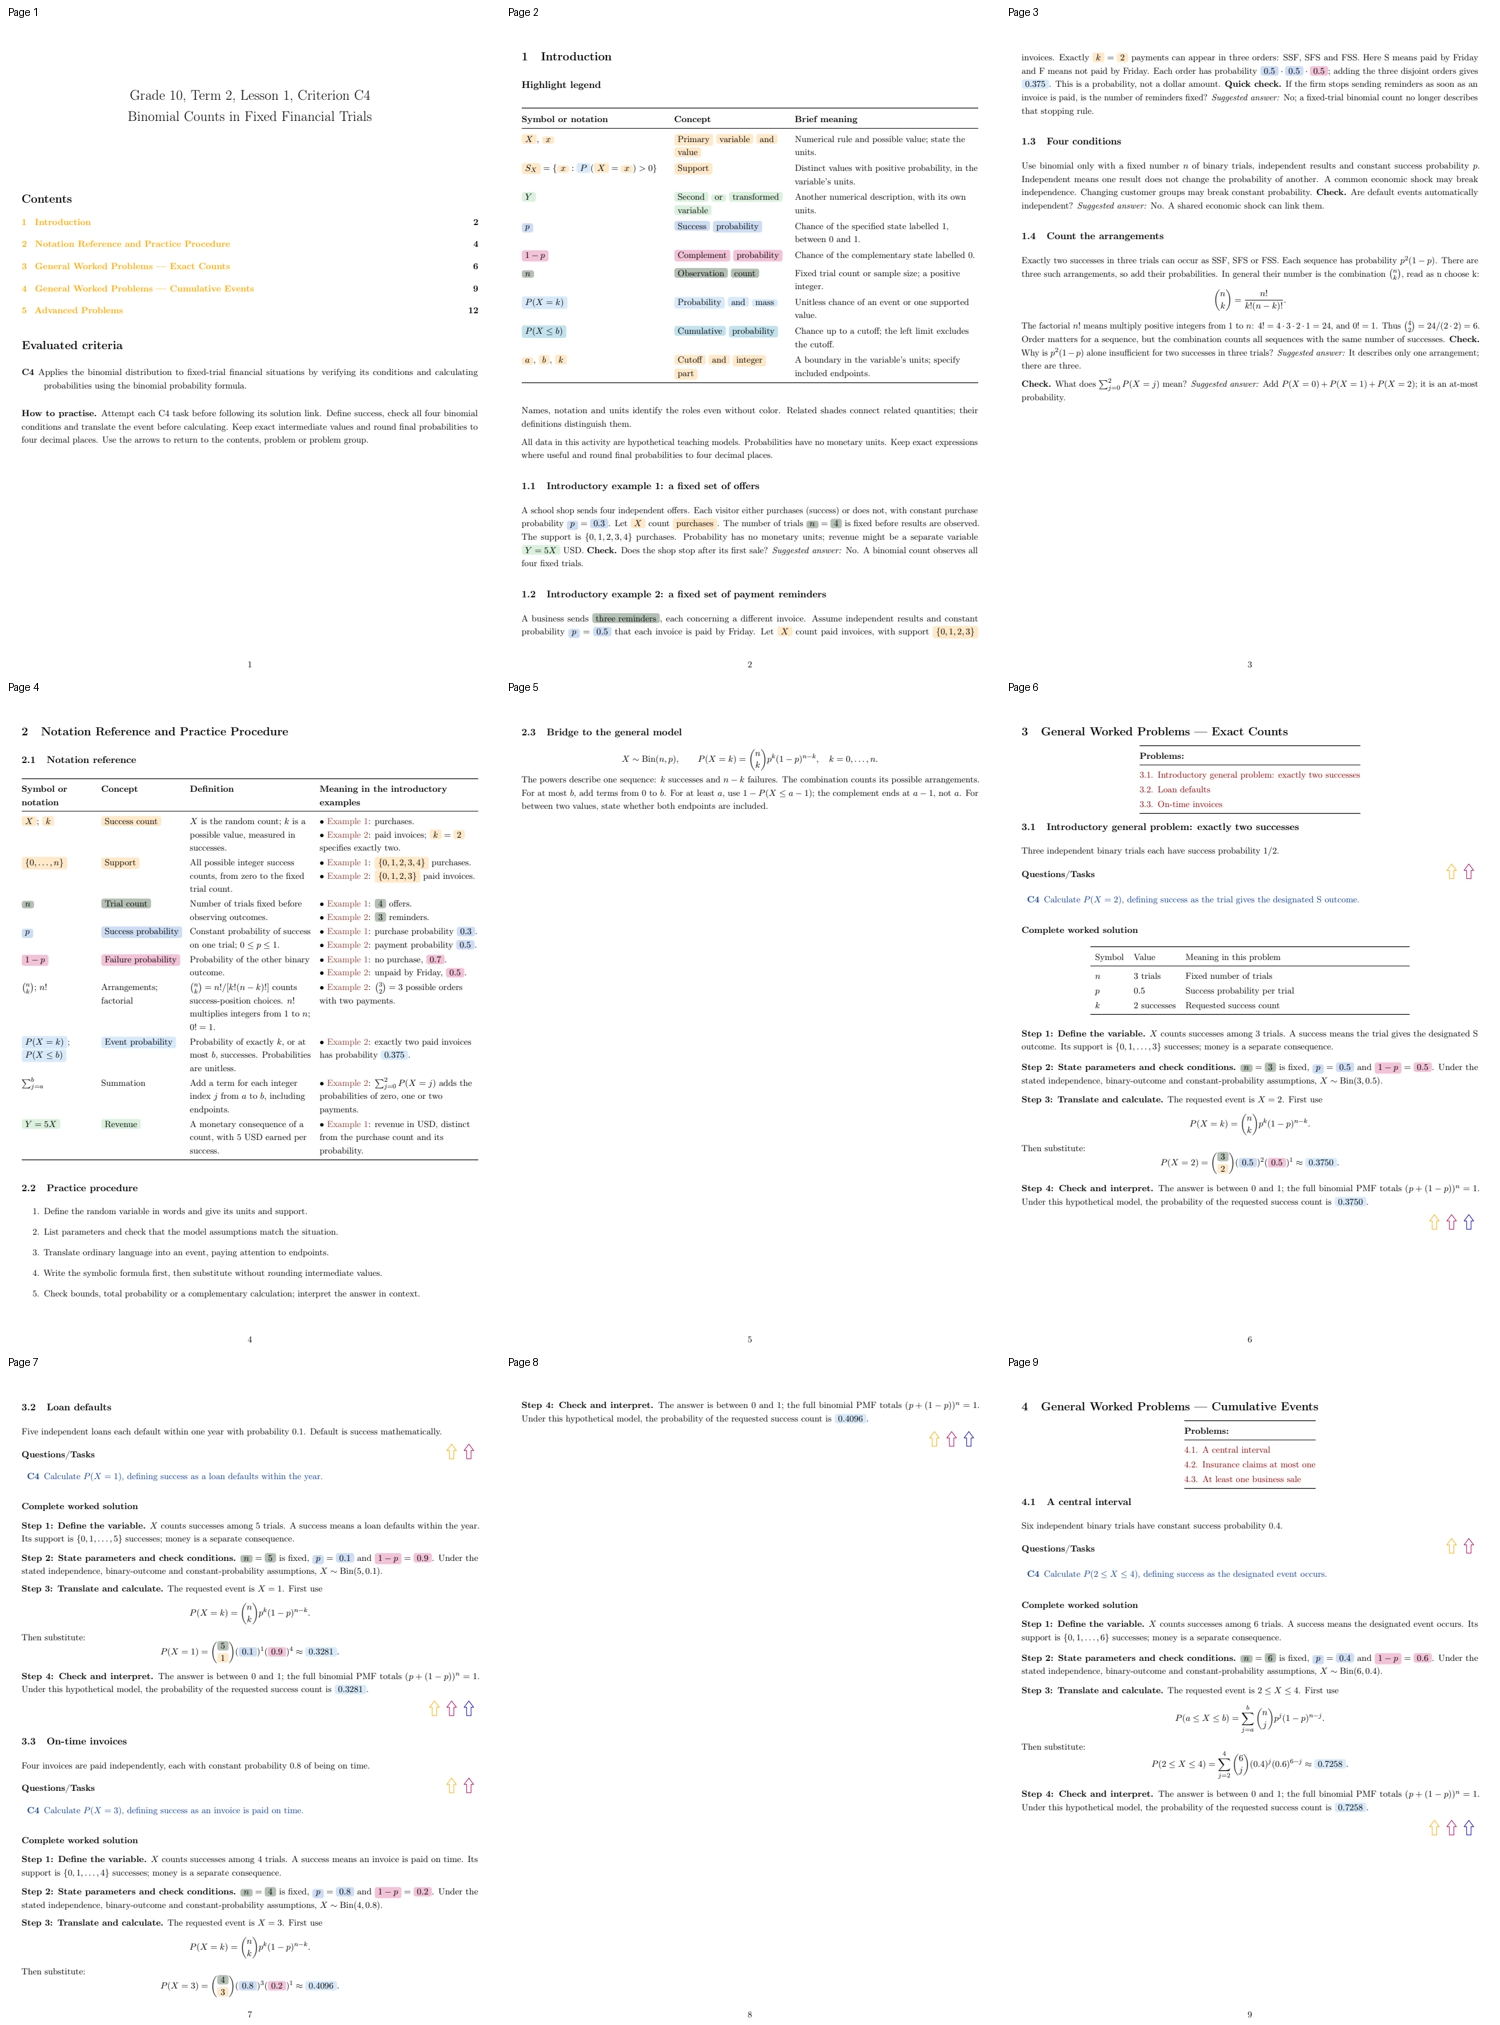 Page 1
Grade 10, Term 2, Lesson 1, Criterion C4
Binomial Counts in Fixed Financial Trials
Contents
1 Introduction 2
2 Notation Reference and Practice Procedure 4
3 General Worked Problems — Exact Counts 6
4 General Worked Problems — Cumulative Events 9
5 Advanced Problems 12
Evaluated criteria
C4 Applies the binomial distribution to fixed-trial financial situations by verifying its conditions and calculating
probabilities using the binomial probability formula.
How to practise. Attempt each C4 task before following its solution link. Define success, check all four binomial
conditions and translate the event before calculating. Keep exact intermediate values and round final probabilities to
four decimal places. Use the arrows to return to the contents, problem or problem group.
1
Page 2
1 Introduction
Highlight legend
Symbol or notation Concept Brief meaning
X, x Primary variable and value Numerical rule and possible value; state the units.
S_X = {x : P(X = x) > 0} Support Distinct values with positive probability, in the variable's units.
Y Second or transformed variable Another numerical description, with its own units.
p Success probability Chance of the specified state labelled 1, between 0 and 1.
1 − p Complement probability Chance of the complementary state labelled 0.
n Observation count Fixed trial count or sample size; a positive integer.
P(X = k) Probability and mass Unitless chance of an event or one supported value.
P(X ≤ b) Cumulative probability Chance up to a cutoff; the left limit excludes the cutoff.
a, b, k Cutoff and integer part A boundary in the variable's units; specify included endpoints.
Names, notation and units identify the roles even without color. Related shades connect related quantities; their
definitions distinguish them.
All data in this activity are hypothetical teaching models. Probabilities have no monetary units. Keep exact expressions
where useful and round final probabilities to four decimal places.
1.1 Introductory example 1: a fixed set of offers
A school shop sends four independent offers. Each visitor either purchases (success) or does not, with constant purchase
probability p = 0.3. Let X count purchases. The number of trials n = 4 is fixed before results are observed.
The support is {0, 1, 2, 3, 4} purchases. Probability has no monetary units; revenue might be a separate variable
Y = 5X USD. Check. Does the shop stop after its first sale? Suggested answer: No. A binomial count observes all
four fixed trials.
1.2 Introductory example 2: a fixed set of payment reminders
A business sends three reminders, each concerning a different invoice. Assume independent results and constant
probability p = 0.5 that each invoice is paid by Friday. Let X count paid invoices, with support {0, 1, 2, 3}
2
Page 3
invoices. Exactly k = 2 payments can appear in three orders: SSF, SFS and FSS. Here S means paid by Friday
and F means not paid by Friday. Each order has probability 0.5 · 0.5 · 0.5; adding the three disjoint orders gives
0.375. This is a probability, not a dollar amount. Quick check. If the firm stops sending reminders as soon as an
invoice is paid, is the number of reminders fixed? Suggested answer: No; a fixed-trial binomial count no longer describes
that stopping rule.
1.3 Four conditions
Use binomial only with a fixed number n of binary trials, independent results and constant success probability p.
Independent means one result does not change the probability of another. A common economic shock may break
independence. Changing customer groups may break constant probability. Check. Are default events automatically
independent? Suggested answer: No. A shared economic shock can link them.
1.4 Count the arrangements
Exactly two successes in three trials can occur as SSF, SFS or FSS. Each sequence has probability p²(1 − p). There are
three such arrangements, so add their probabilities. In general their number is the combination (n k), read as n choose k:
(n k) = n! / k!(n − k)!.
The factorial n! means multiply positive integers from 1 to n: 4! = 4 · 3 · 2 · 1 = 24, and 0! = 1. Thus (4 2) = 24/(2 · 2) = 6.
Order matters for a sequence, but the combination counts all sequences with the same number of successes. Check.
Why is p²(1 − p) alone insufficient for two successes in three trials? Suggested answer: It describes only one arrangement;
there are three.
Check. What does ∑_{j=0}^{2} P(X = j) mean? Suggested answer: Add P(X = 0) + P(X = 1) + P(X = 2); it is an at-most
probability.
3
Page 4
2 Notation Reference and Practice Procedure
2.1 Notation reference
Symbol or notation Concept Definition Meaning in the introductory examples
X; k Success count X is the random count; k is a possible value, measured in successes. • Example 1: purchases. • Example 2: paid invoices; k = 2 specifies exactly two.
{0, . . . , n} Support All possible integer success counts, from zero to the fixed trial count. • Example 1: {0, 1, 2, 3, 4} purchases. • Example 2: {0, 1, 2, 3} paid invoices.
n Trial count Number of trials fixed before observing outcomes. • Example 1: 4 offers. • Example 2: 3 reminders.
p Success probability Constant probability of success on one trial; 0 ≤ p ≤ 1. • Example 1: purchase probability 0.3. • Example 2: payment probability 0.5.
1 − p Failure probability Probability of the other binary outcome. • Example 1: no purchase, 0.7. • Example 2: unpaid by Friday, 0.5.
(n k); n! Arrangements; factorial (n k) = n!/[k!(n − k)!] counts success-position choices. n! multiplies integers from 1 to n; 0! = 1. • Example 2: (3 2) = 3 possible orders with two payments.
P(X = k); P(X ≤ b) Event probability Probability of exactly k, or at most b, successes. Probabilities are unitless. • Example 2: exactly two paid invoices has probability 0.375.
∑_{j=a}^{b} Summation Add a term for each integer index j from a to b, including endpoints. • Example 2: ∑_{j=0}^{2} P(X = j) adds the probabilities of zero, one or two payments.
Y = 5X Revenue A monetary consequence of a count, with 5 USD earned per success. • Example 1: revenue in USD, distinct from the purchase count and its probability.
2.2 Practice procedure
1. Define the random variable in words and give its units and support.
2. List parameters and check that the model assumptions match the situation.
3. Translate ordinary language into an event, paying attention to endpoints.
4. Write the symbolic formula first, then substitute without rounding intermediate values.
5. Check bounds, total probability or a complementary calculation; interpret the answer in context.
4
Page 5
2.3 Bridge to the general model
X ∼ Bin(n, p), P(X = k) = (n k) p^k (1 − p)^{n−k}, k = 0, . . . , n.
The powers describe one sequence: k successes and n − k failures. The combination counts its possible arrangements.
For at most b, add terms from 0 to b. For at least a, use 1 − P(X ≤ a − 1); the complement ends at a − 1, not a. For
between two values, state whether both endpoints are included.
5
Page 6
3 General Worked Problems — Exact Counts
Problems:
3.1. Introductory general problem: exactly two successes
3.2. Loan defaults
3.3. On-time invoices
3.1 Introductory general problem: exactly two successes
Three independent binary trials each have success probability 1/2.
Questions/Tasks
C4 Calculate P(X = 2), defining success as the trial gives the designated S outcome.
Complete worked solution
Symbol Value Meaning in this problem
n 3 trials Fixed number of trials
p 0.5 Success probability per trial
k 2 successes Requested success count
Step 1: Define the variable. X counts successes among 3 trials. A success means the trial gives the designated S
outcome. Its support is {0, 1, . . . , 3} successes; money is a separate consequence.
Step 2: State parameters and check conditions. n = 3 is fixed, p = 0.5 and 1 − p = 0.5. Under the
stated independence, binary-outcome and constant-probability assumptions, X ∼ Bin(3, 0.5).
Step 3: Translate and calculate. The requested event is X = 2. First use
P(X = k) = (n k) p^k (1 − p)^{n−k}.
Then substitute:
P(X = 2) = (3 2) (0.5)²(0.5)¹ ≈ 0.3750.
Step 4: Check and interpret. The answer is between 0 and 1; the full binomial PMF totals (p + (1 − p))^n = 1.
Under this hypothetical model, the probability of the requested success count is 0.3750.
6
Page 7
3.2 Loan defaults
Five independent loans each default within one year with probability 0.1. Default is success mathematically.
Questions/Tasks
C4 Calculate P(X = 1), defining success as a loan defaults within the year.
Complete worked solution
Step 1: Define the variable. X counts successes among 5 trials. A success means a loan defaults within the year.
Its support is {0, 1, . . . , 5} successes; money is a separate consequence.
Step 2: State parameters and check conditions. n = 5 is fixed, p = 0.1 and 1 − p = 0.9. Under the
stated independence, binary-outcome and constant-probability assumptions, X ∼ Bin(5, 0.1).
Step 3: Translate and calculate. The requested event is X = 1. First use
P(X = k) = (n k) p^k (1 − p)^{n−k}.
Then substitute:
P(X = 1) = (5 1) (0.1)¹(0.9)⁴ ≈ 0.3281.
Step 4: Check and interpret. The answer is between 0 and 1; the full binomial PMF totals (p + (1 − p))^n = 1.
Under this hypothetical model, the probability of the requested success count is 0.3281.
3.3 On-time invoices
Four invoices are paid independently, each with constant probability 0.8 of being on time.
Questions/Tasks
C4 Calculate P(X = 3), defining success as an invoice is paid on time.
Complete worked solution
Step 1: Define the variable. X counts successes among 4 trials. A success means an invoice is paid on time. Its
support is {0, 1, . . . , 4} successes; money is a separate consequence.
Step 2: State parameters and check conditions. n = 4 is fixed, p = 0.8 and 1 − p = 0.2. Under the
stated independence, binary-outcome and constant-probability assumptions, X ∼ Bin(4, 0.8).
Step 3: Translate and calculate. The requested event is X = 3. First use
P(X = k) = (n k) p^k (1 − p)^{n−k}.
Then substitute:
P(X = 3) = (4 3) (0.8)³(0.2)¹ ≈ 0.4096.
7
Page 8
Step 4: Check and interpret. The answer is between 0 and 1; the full binomial PMF totals (p + (1 − p))^n = 1.
Under this hypothetical model, the probability of the requested success count is 0.4096.
8
Page 9
4 General Worked Problems — Cumulative Events
Problems:
4.1. A central interval
4.2. Insurance claims at most one
4.3. At least one business sale
4.1 A central interval
Six independent binary trials have constant success probability 0.4.
Questions/Tasks
C4 Calculate P(2 ≤ X ≤ 4), defining success as the designated event occurs.
Complete worked solution
Step 1: Define the variable. X counts successes among 6 trials. A success means the designated event occurs. Its
support is {0, 1, . . . , 6} successes; money is a separate consequence.
Step 2: State parameters and check conditions. n = 6 is fixed, p = 0.4 and 1 − p = 0.6. Under the
stated independence, binary-outcome and constant-probability assumptions, X ∼ Bin(6, 0.4).
Step 3: Translate and calculate. The requested event is 2 ≤ X ≤ 4. First use
P(a ≤ X ≤ b) = ∑_{j=a}^{b} (n j) p^j (1 − p)^{n−j}.
Then substitute:
P(2 ≤ X ≤ 4) = ∑_{j=2}^{4} (6 j) (0.4)^j (0.6)^{6−j} ≈ 0.7258.
Step 4: Check and interpret. The answer is between 0 and 1; the full binomial PMF totals (p + (1 − p))^n = 1.
Under this hypothetical model, the probability of the requested success count is 0.7258.
9